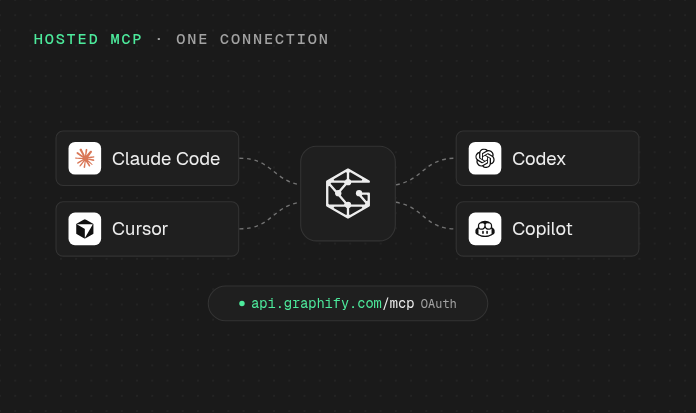 HOSTED MCP · ONE CONNECTION
Claude Code
Codex
Cursor
Copilot
api.graphify.com/mcp OAuth